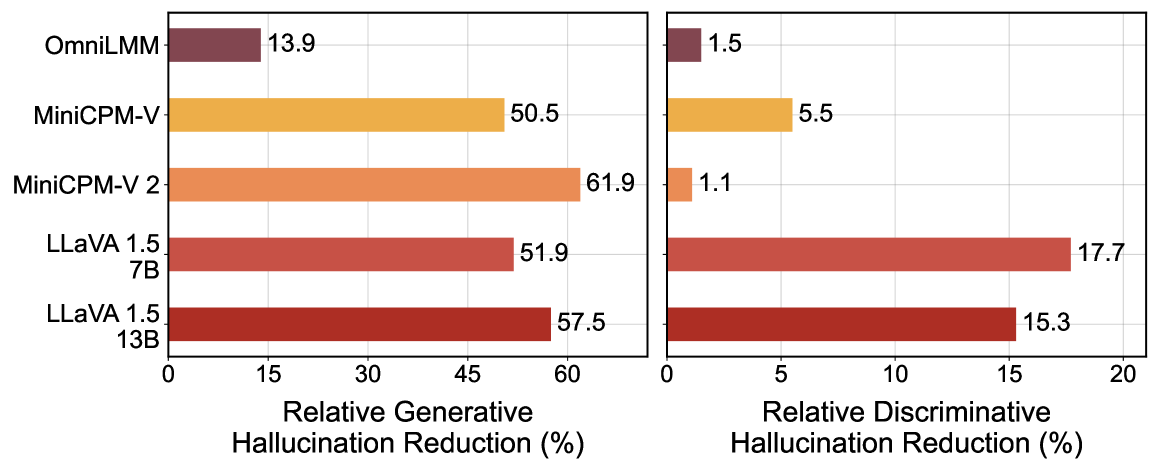 OmniLMM
13.9
1.5
MiniCPM-V
50.5
5.5
MiniCPM-V 2
61.9
1.1
LLaVA 1.5
7B
51.9
17.7
LLaVA 1.5
13B
57.5
15.3
0 15 30 45 60
0 5 10 15 20
Relative Generative
Hallucination Reduction (%)
Relative Discriminative
Hallucination Reduction (%)